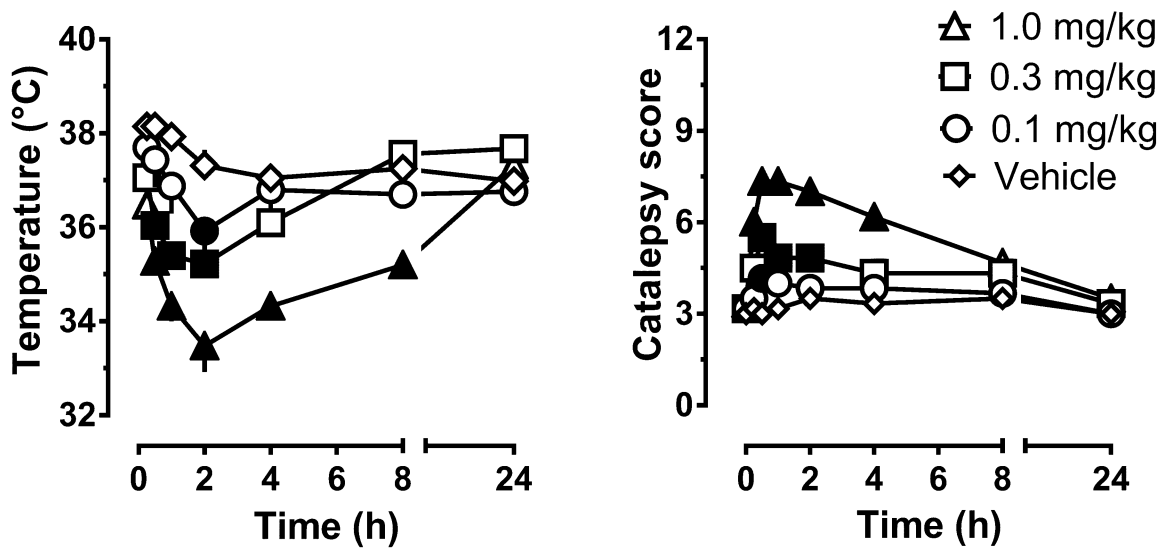 Temperature (°C)
40
38
36
34
32
0 2 4 6 8 24
Time (h)
Catalepsy score
12
9
6
3
0
0 2 4 6 8 24
Time (h)
1.0 mg/kg
0.3 mg/kg
0.1 mg/kg
Vehicle